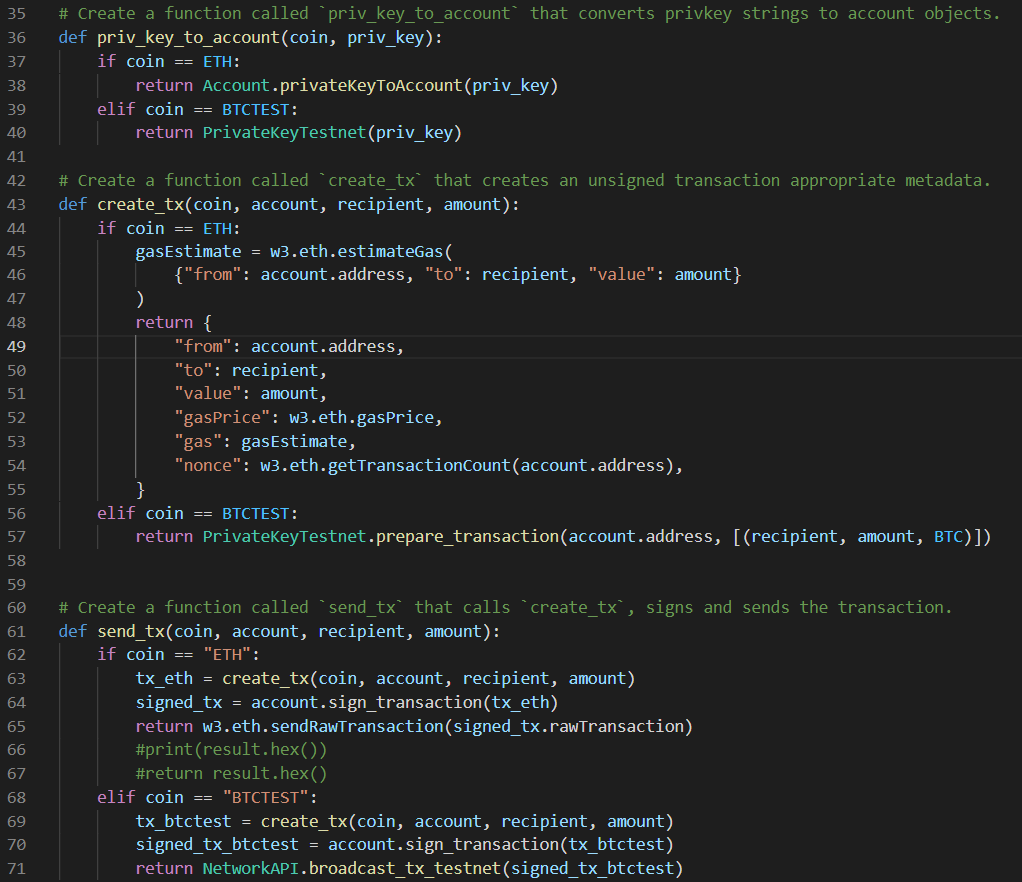 35 # Create a function called `priv_key_to_account` that converts privkey strings to account objects.
36 def priv_key_to_account(coin, priv_key):
37     if coin == ETH:
38         return Account.privateKeyToAccount(priv_key)
39     elif coin == BTCTEST:
40         return PrivateKeyTestnet(priv_key)
41
42 # Create a function called `create_tx` that creates an unsigned transaction appropriate metadata.
43 def create_tx(coin, account, recipient, amount):
44     if coin == ETH:
45         gasEstimate = w3.eth.estimateGas(
46             {"from": account.address, "to": recipient, "value": amount}
47         )
48         return {
49             "from": account.address,
50             "to": recipient,
51             "value": amount,
52             "gasPrice": w3.eth.gasPrice,
53             "gas": gasEstimate,
54             "nonce": w3.eth.getTransactionCount(account.address),
55         }
56     elif coin == BTCTEST:
57         return PrivateKeyTestnet.prepare_transaction(account.address, [(recipient, amount, BTC)])
58
59
60 # Create a function called `send_tx` that calls `create_tx`, signs and sends the transaction.
61 def send_tx(coin, account, recipient, amount):
62     if coin == "ETH":
63         tx_eth = create_tx(coin, account, recipient, amount)
64         signed_tx = account.sign_transaction(tx_eth)
65         return w3.eth.sendRawTransaction(signed_tx.rawTransaction)
66         #print(result.hex())
67         #return result.hex()
68     elif coin == "BTCTEST":
69         tx_btctest = create_tx(coin, account, recipient, amount)
70         signed_tx_btctest = account.sign_transaction(tx_btctest)
71         return NetworkAPI.broadcast_tx_testnet(signed_tx_btctest)